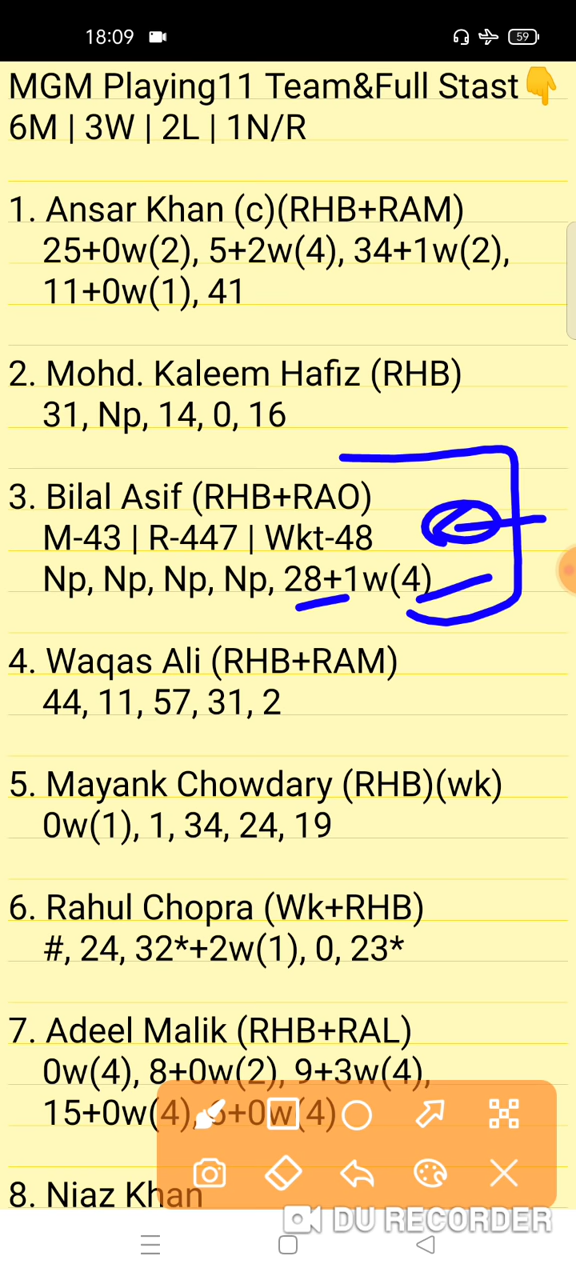 18:09
59
MGM Playing11 Team&Full Stast👇
6M | 3W | 2L | 1N/R
1. Ansar Khan (c)(RHB+RAM)
25+0w(2), 5+2w(4), 34+1w(2),
11+0w(1), 41
2. Mohd. Kaleem Hafiz (RHB)
31, Np, 14, 0, 16
3. Bilal Asif (RHB+RAO)
M-43 | R-447 | Wkt-48
Np, Np, Np, Np, 28+1w(4)
4. Waqas Ali (RHB+RAM)
44, 11, 57, 31, 2
5. Mayank Chowdary (RHB)(wk)
0w(1), 1, 34, 24, 19
6. Rahul Chopra (Wk+RHB)
#, 24, 32*+2w(1), 0, 23*
7. Adeel Malik (RHB+RAL)
0w(4), 8+0w(2), 9+3w(4),
15+0w(4), +0w(4)
8. Niaz Khan
DU RECORDER